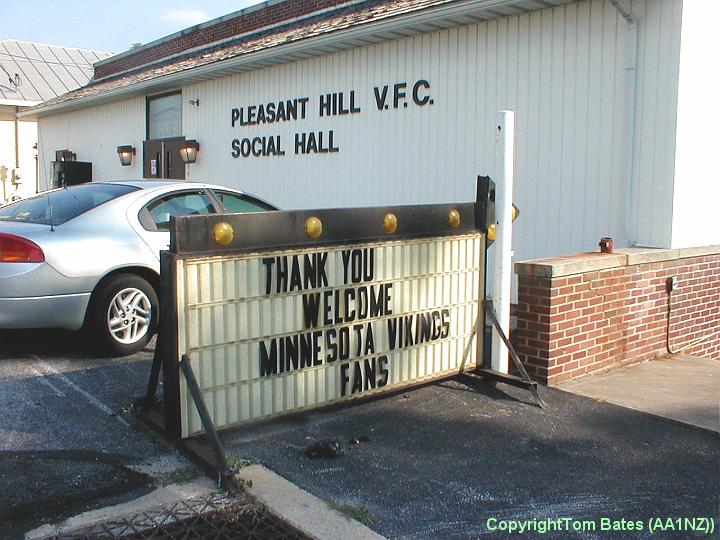 PLEASANT HILL V.F.C.
SOCIAL HALL
THANK YOU
WELCOME
MINNESOTA VIKINGS
FANS
CopyrightTom Bates (AA1NZ))